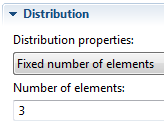 Distribution
Distribution properties:
Fixed number of elements
Number of elements:
3